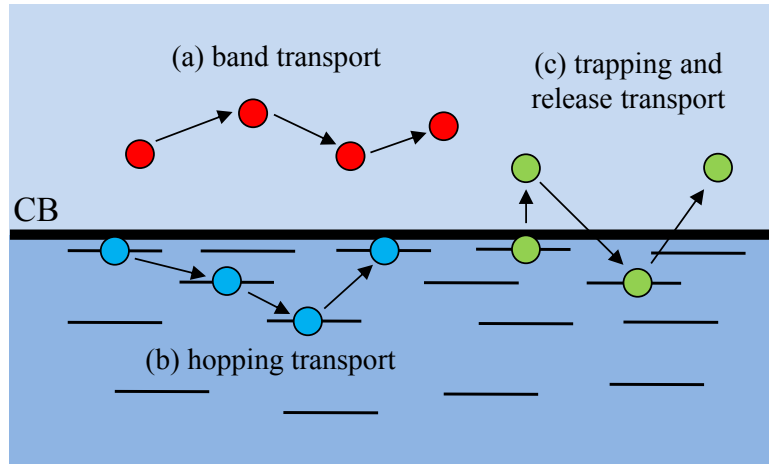 (a) band transport
(c) trapping and
release transport
CB
(b) hopping transport